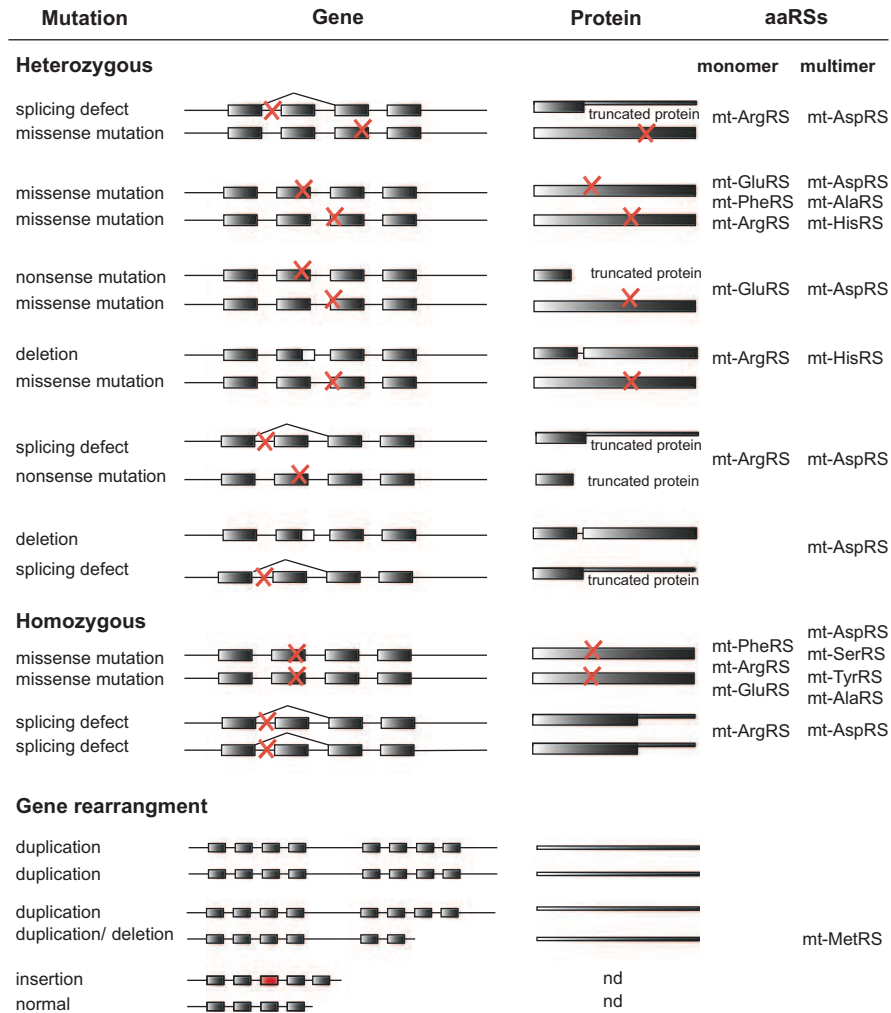 Mutation Gene Protein aaRSs
Heterozygous monomer multimer
splicing defect truncated protein mt-ArgRS mt-AspRS
missense mutation
missense mutation mt-GluRS mt-AspRS
mt-PheRS mt-AlaRS
missense mutation mt-ArgRS mt-HisRS
nonsense mutation truncated protein
mt-GluRS mt-AspRS
missense mutation
deletion mt-ArgRS mt-HisRS
missense mutation
splicing defect truncated protein
mt-ArgRS mt-AspRS
nonsense mutation truncated protein
deletion
mt-AspRS
splicing defect truncated protein
Homozygous mt-AspRS
missense mutation mt-PheRS mt-SerRS
missense mutation mt-ArgRS mt-TyrRS
mt-GluRS mt-AlaRS
splicing defect mt-ArgRS mt-AspRS
splicing defect
Gene rearrangment
duplication
duplication
duplication
duplication/ deletion mt-MetRS
insertion nd
normal nd